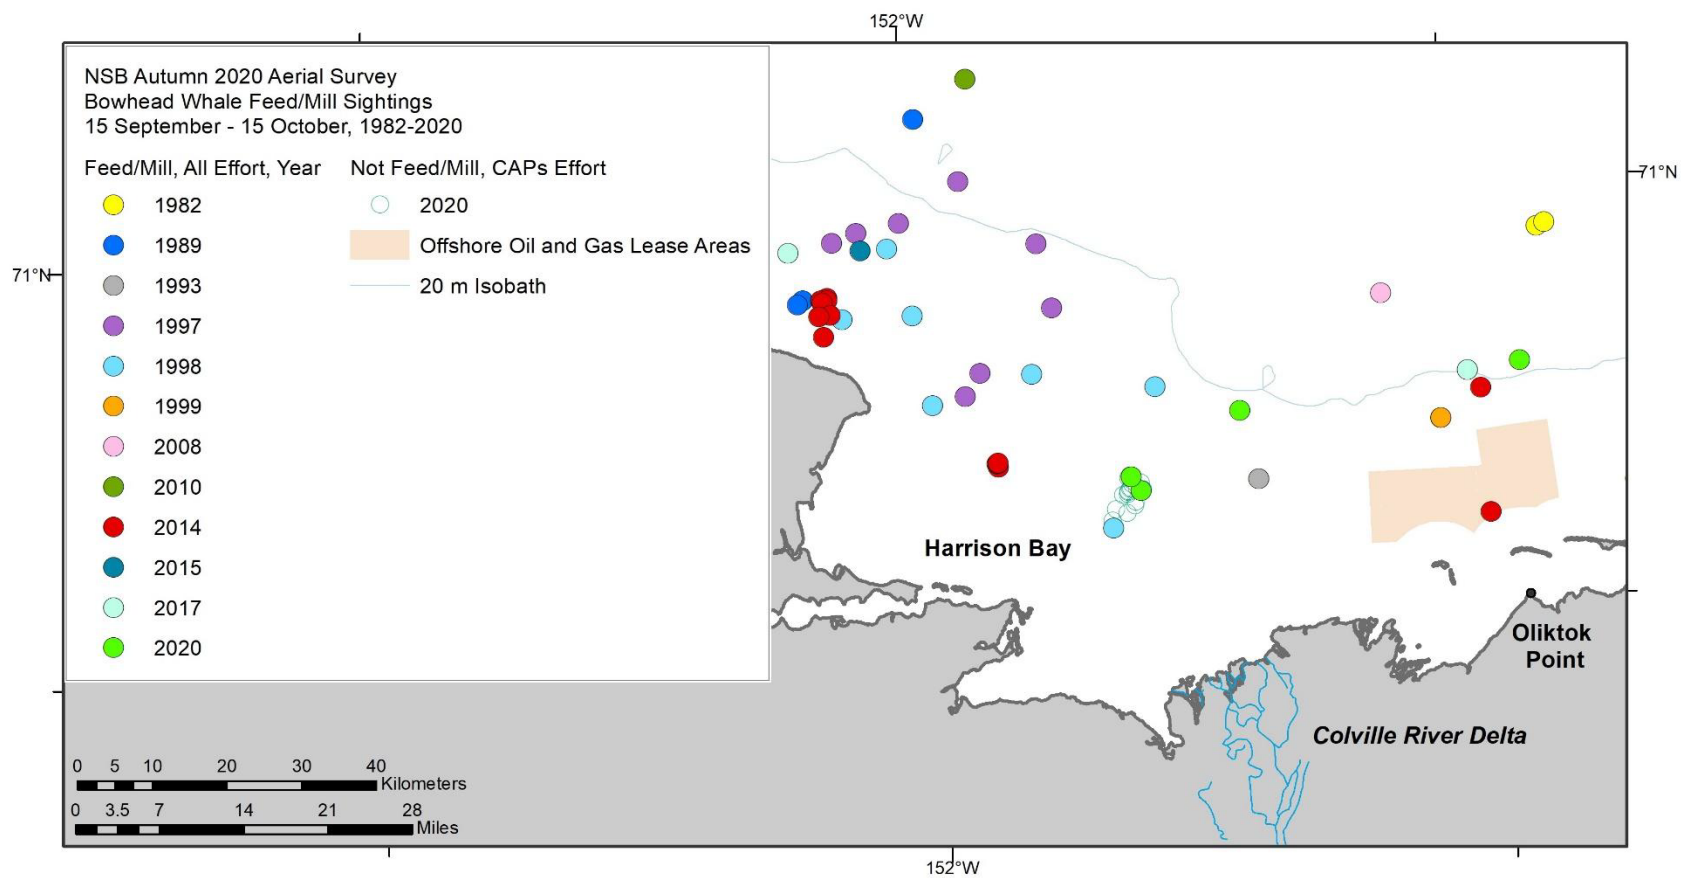 152°W
NSB Autumn 2020 Aerial Survey
Bowhead Whale Feed/Mill Sightings
15 September - 15 October, 1982-2020
Feed/Mill, All Effort, Year
Not Feed/Mill, CAPs Effort
1982
2020
1989
Offshore Oil and Gas Lease Areas
1993
20 m Isobath
1997
1998
1999
2008
2010
2014
2015
2017
2020
71°N
71°N
Harrison Bay
Oliktok
Point
Colville River Delta
0 5 10 20 30 40
Kilometers
0 3.5 7 14 21 28
Miles
152°W